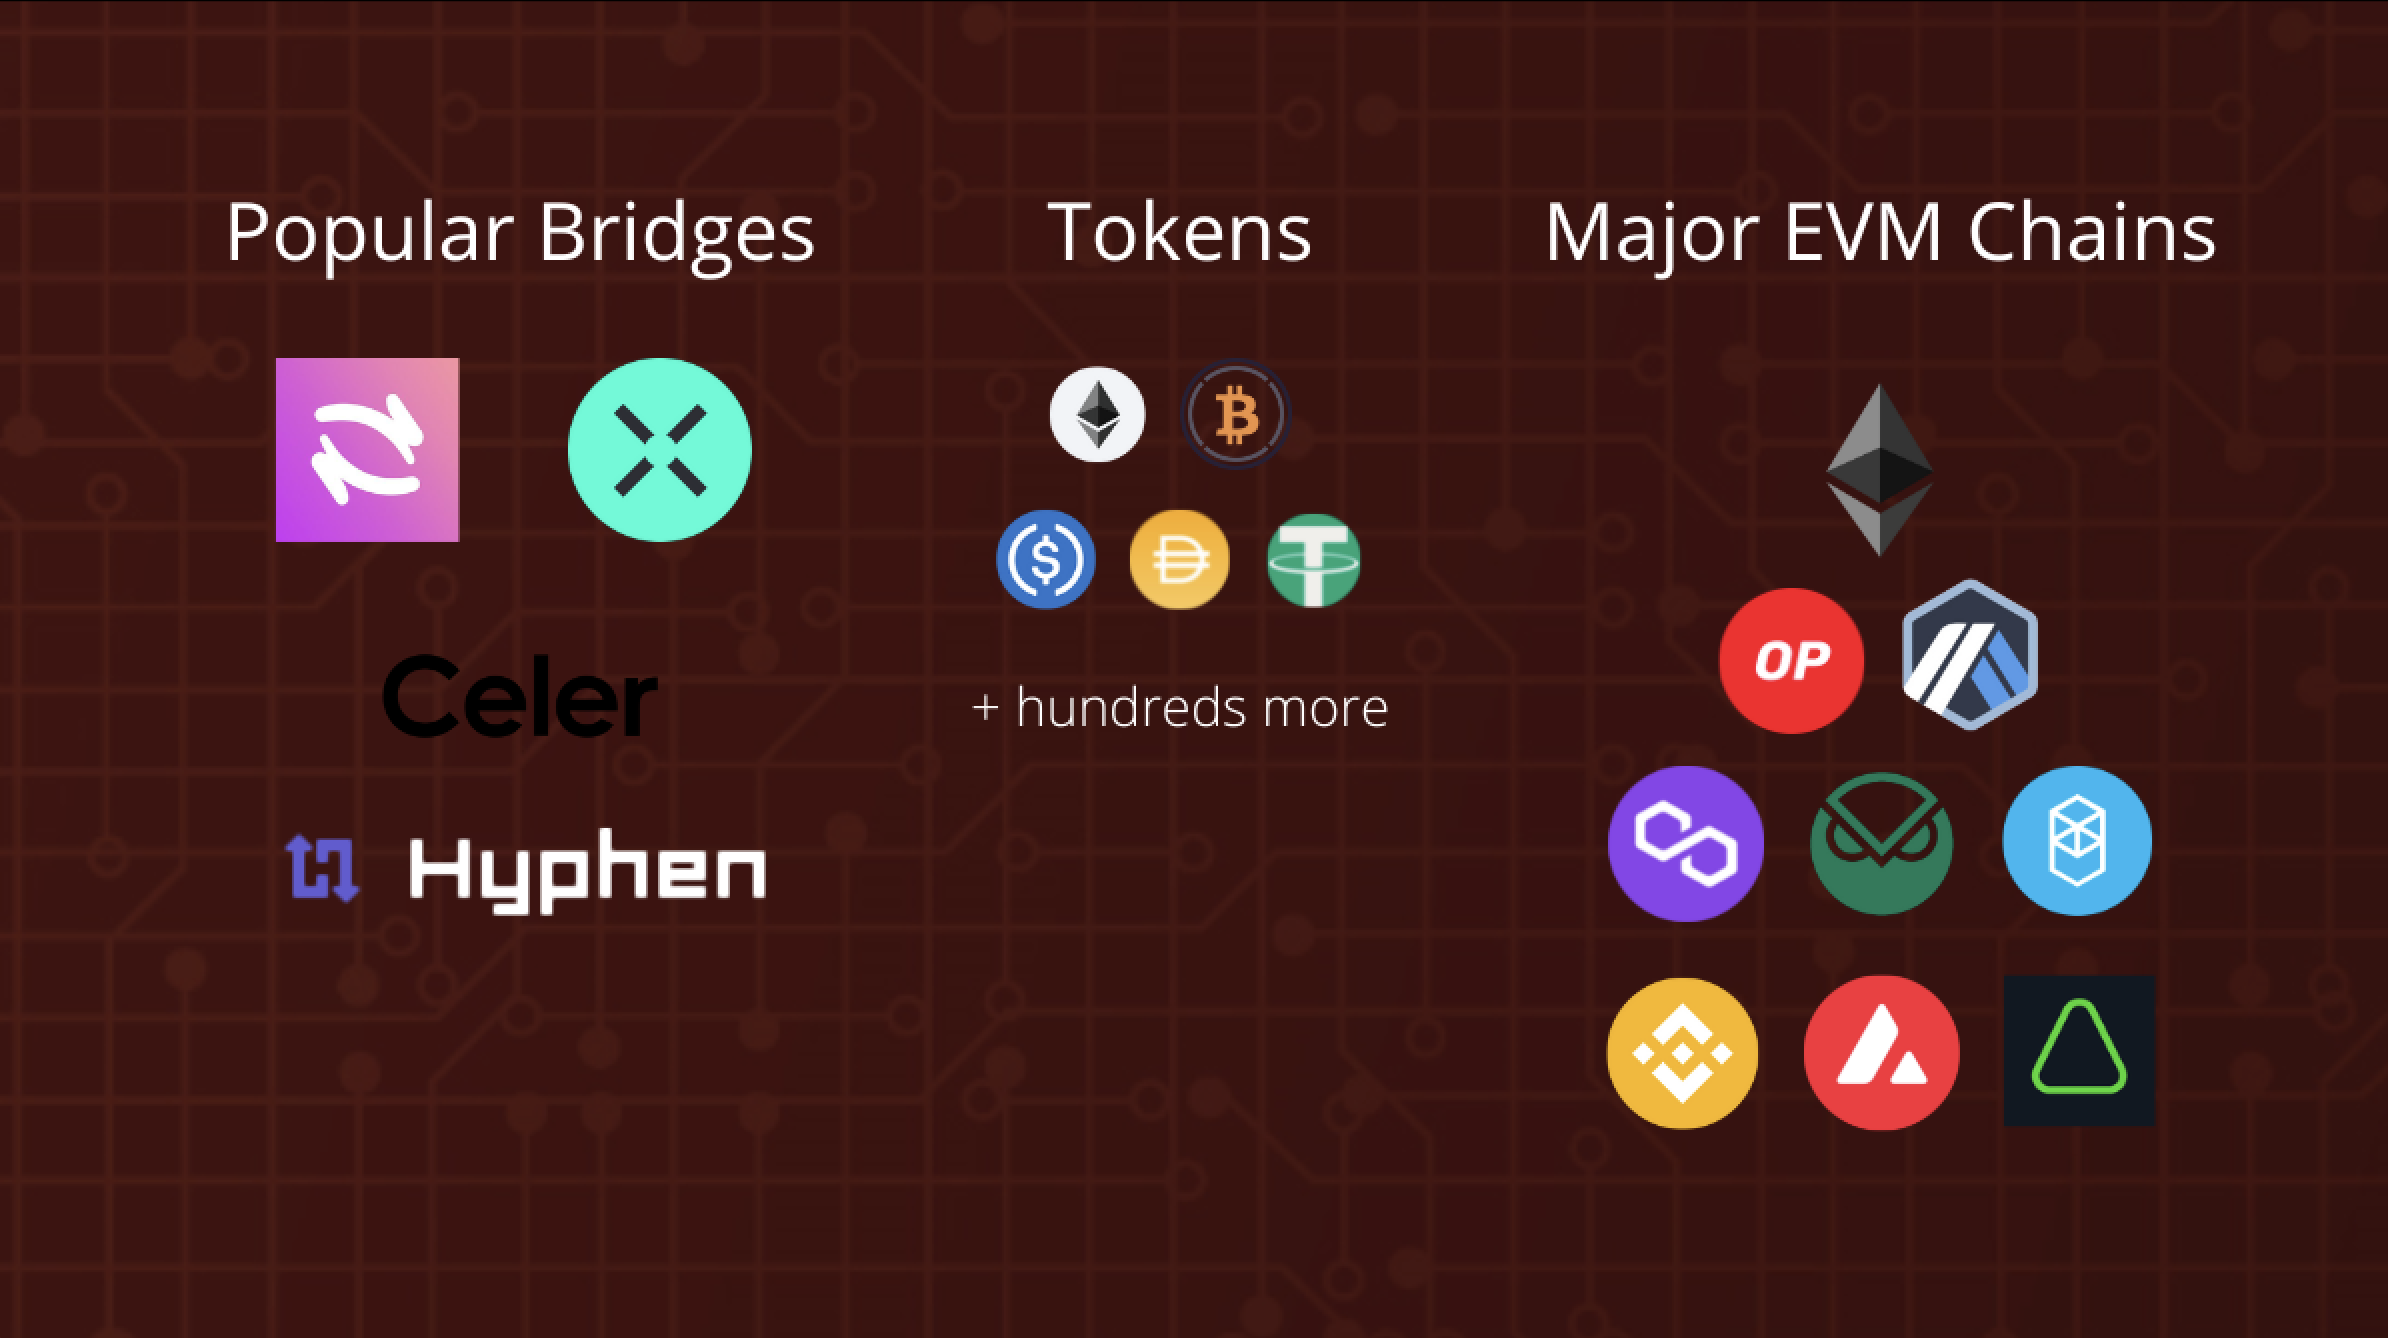 Popular Bridges
Tokens
Major EVM Chains
Celer
Hyphen
+ hundreds more
OP